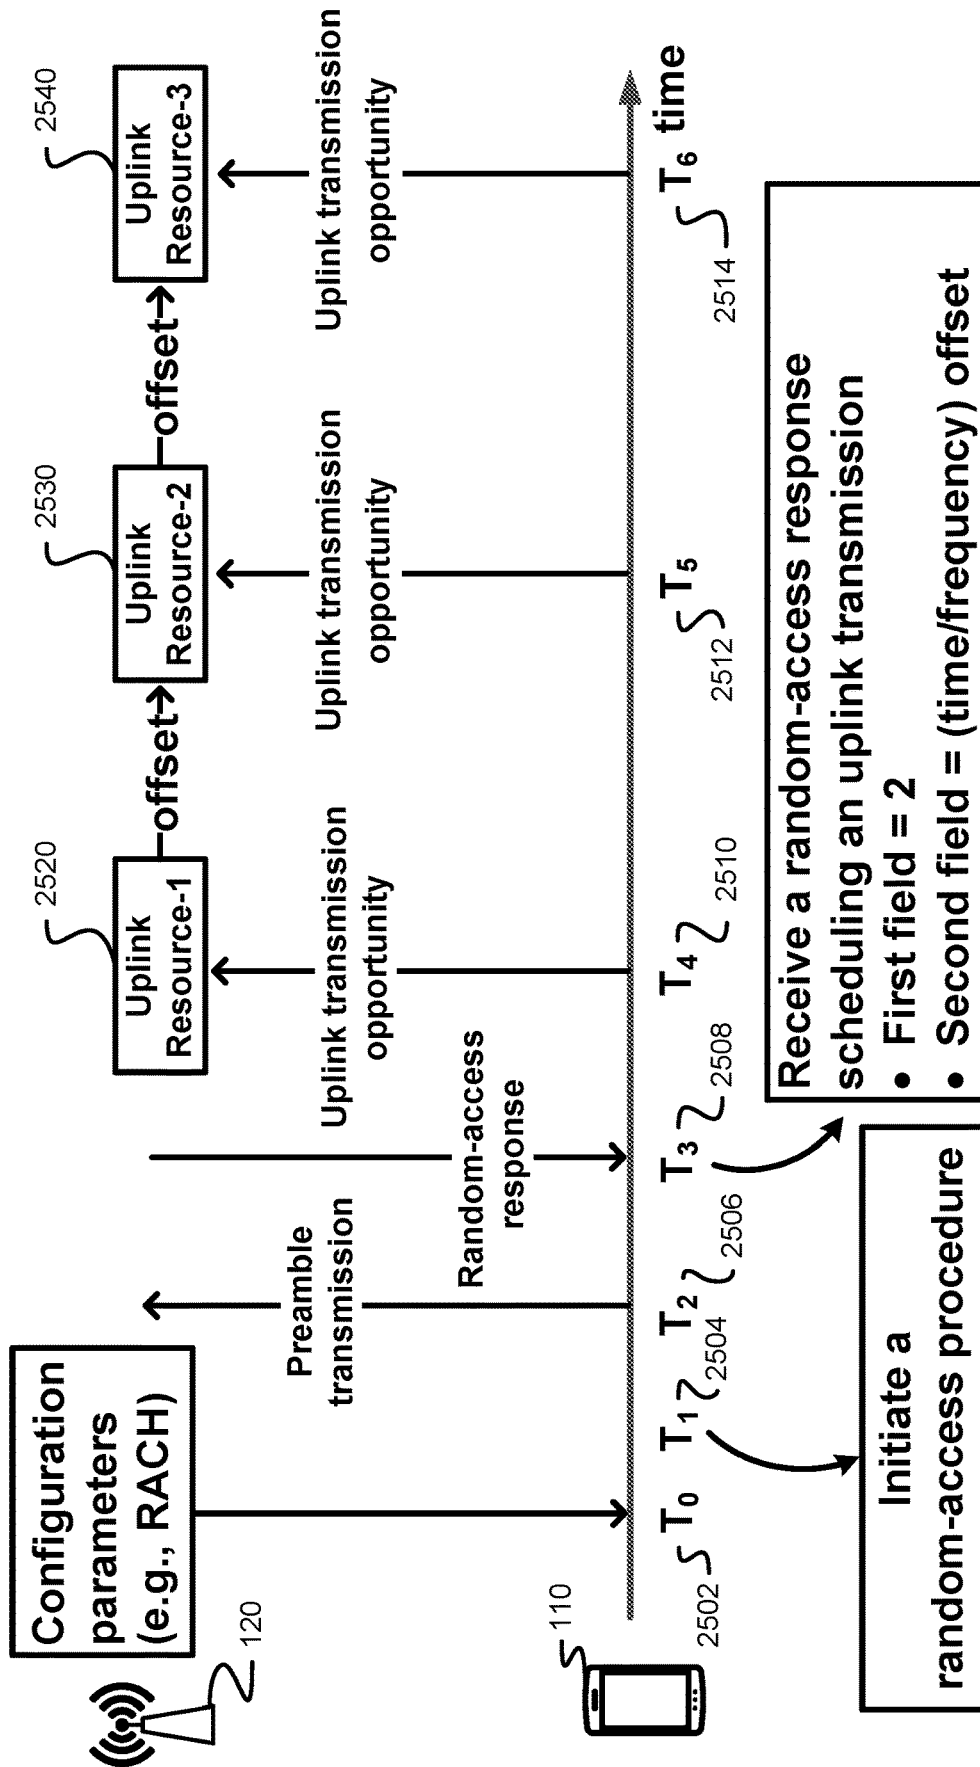 Configuration
parameters
(e.g., RACH)
120
Preamble
transmission
Random-access
response
Uplink
Resource-1
2520
offset
Uplink
Resource-2
2530
offset
Uplink
Resource-3
2540
Uplink transmission
opportunity
Uplink transmission
opportunity
Uplink transmission
opportunity
110
T0
T1
T2
T3
T4
T5
T6
time
2502
2504
2506
2508
2510
2512
2514
Initiate a
random-access procedure
Receive a random-access response
scheduling an uplink transmission
• First field = 2
• Second field = (time/frequency) offset